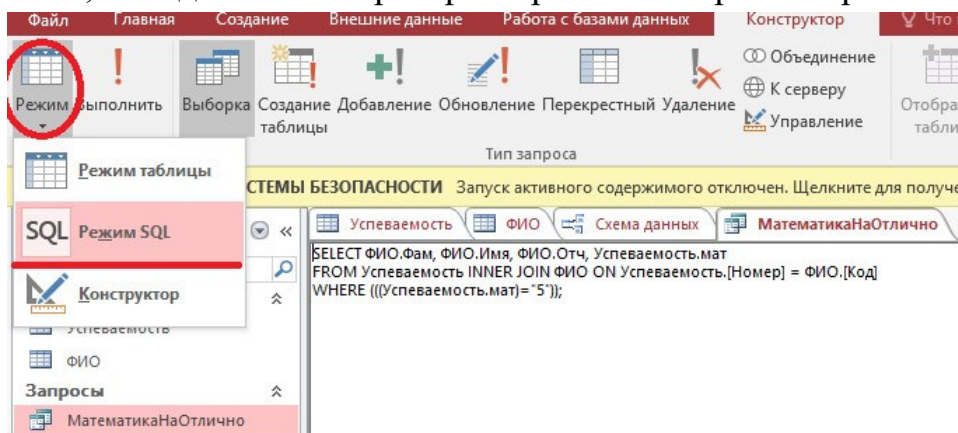 Файл Главная Создание Внешние данные Работа с базами данных Конструктор Что
Режим Выполнить Выборка Создание таблицы Добавление Обновление Перекрестный Удаление
Объединение
К серверу
Управление
Тип запроса
Режим таблицы
Режим SQL
Конструктор
СТЕМЫ БЕЗОПАСНОСТИ Запуск активного содержимого отключен. Щелкните для получе
Успеваемость ФИО Схема данных МатематикаНаОтлично
SELECT ФИО.Фам, ФИО.Имя, ФИО.Отч, Успеваемость.мат
FROM Успеваемость INNER JOIN ФИО ON Успеваемость.[Номер] = ФИО.[Код]
WHERE (((Успеваемость.мат)="5"));
SQL
Успеваемость
ФИО
Запросы
МатематикаНаОтлично